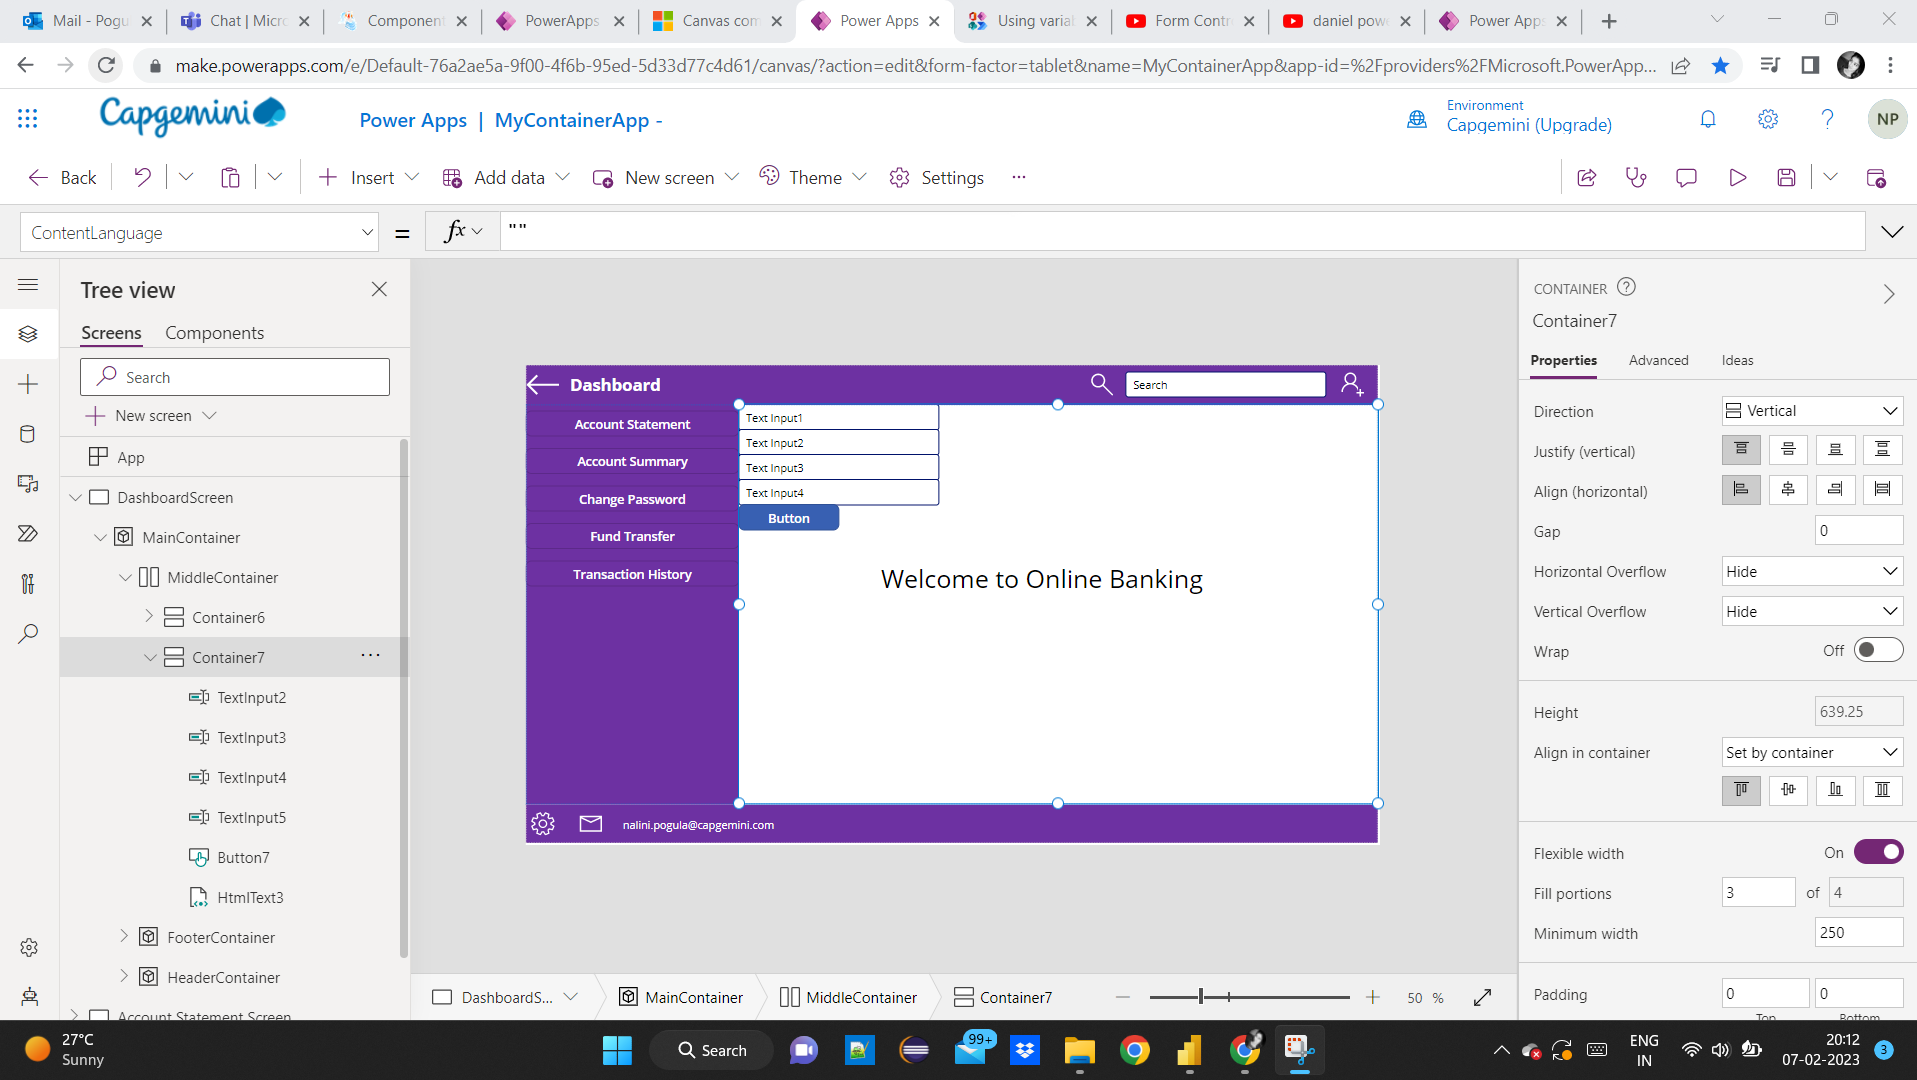 Mail - Pogu
Chat | Micro
Component
PowerApps
Canvas com
Power Apps
Using varial
Form Contr
daniel powe
Power Apps
make.powerapps.com/e/Default-76a2ae5a-9f00-4f6b-95ed-5d33d77c4d61/canvas/?action=edit&form-factor=tablet&name=MyContainerApp&app-id=%2Fproviders%2FMicrosoft.PowerApp...
Capgemini
Power Apps | MyContainerApp -
Environment
Capgemini (Upgrade)
NP
Back
Insert
Add data
New screen
Theme
Settings
...
ContentLanguage
=
fx
""
Tree view
Screens
Components
Search
New screen
App
DashboardScreen
MainContainer
MiddleContainer
Container6
Container7
...
TextInput2
TextInput3
TextInput4
TextInput5
Button7
HtmlText3
FooterContainer
HeaderContainer
Account Statement Screen
Dashboard
Search
Account Statement
Account Summary
Change Password
Fund Transfer
Transaction History
Text Input1
Text Input2
Text Input3
Text Input4
Button
Welcome to Online Banking
nalini.pogula@capgemini.com
DashboardS...
MainContainer
MiddleContainer
Container7
50 %
CONTAINER
Container7
Properties
Advanced
Ideas
Direction
Vertical
Justify (vertical)
Align (horizontal)
Gap
0
Horizontal Overflow
Hide
Vertical Overflow
Hide
Wrap
Off
Height
639.25
Align in container
Set by container
Flexible width
On
Fill portions
3 of 4
Minimum width
250
Padding
0
0
Top
Bottom
27°C
Sunny
Search
99+
ENG
IN
20:12
07-02-2023
3